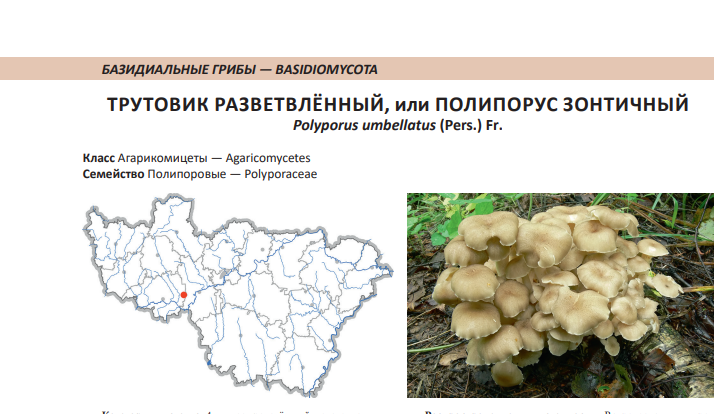 БАЗИДИАЛЬНЫЕ ГРИБЫ — BASIDIOMYCOTA
ТРУТОВИК РАЗВЕТВЛЁННЫЙ, или ПОЛИПОРУС ЗОНТИЧНЫЙ
Polyporus umbellatus (Pers.) Fr.
Класс Агарикомицеты — Agaricomycetes
Семейство Полипоровые — Polyporaceae